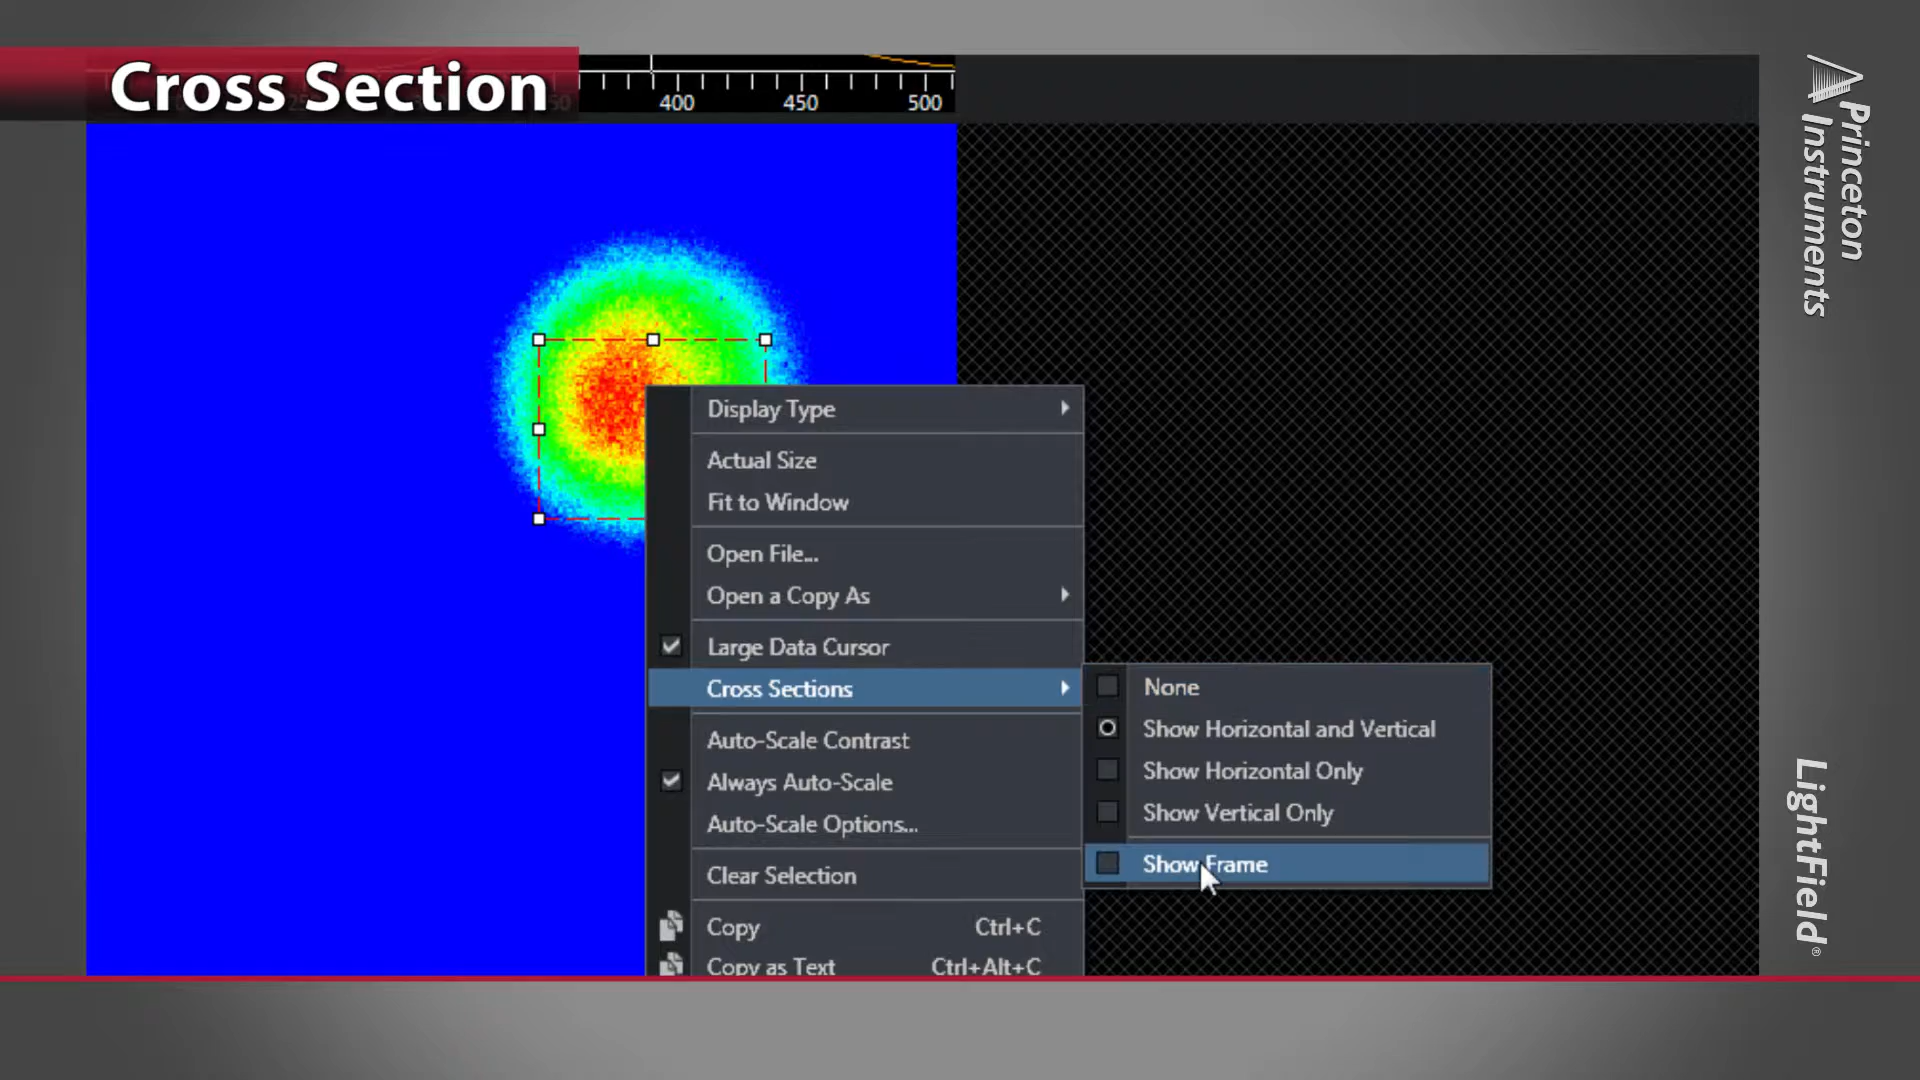 Cross Section
400 450 500
Princeton
Instruments
Display Type
Actual Size
Fit to Window
Open File...
Open a Copy As
Large Data Cursor
Cross Sections
None
Show Horizontal and Vertical
Show Horizontal Only
Show Vertical Only
Show Frame
Auto-Scale Contrast
Always Auto-Scale
Auto-Scale Options...
Clear Selection
Copy Ctrl+C
Copy as Text Ctrl+Alt+C
LightField®